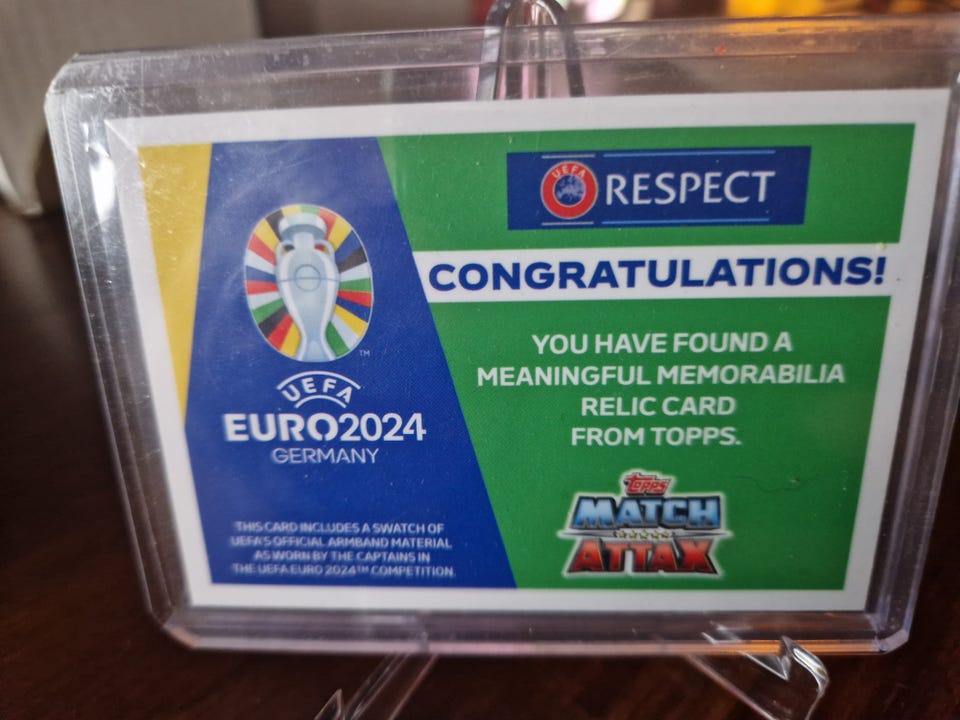 UEFA
RESPECT
CONGRATULATIONS!
YOU HAVE FOUND A
MEANINGFUL MEMORABILIA
RELIC CARD
FROM TOPPS.
TM
UEFA
EURO2024
GERMANY
THIS CARD INCLUDES A SWATCH OF
UEFA'S OFFICIAL ARMBAND MATERIAL
AS WORN BY THE CAPTAINS IN
THE UEFA EURO 2024™ COMPETITION.
Topps
MATCH
ATTAX